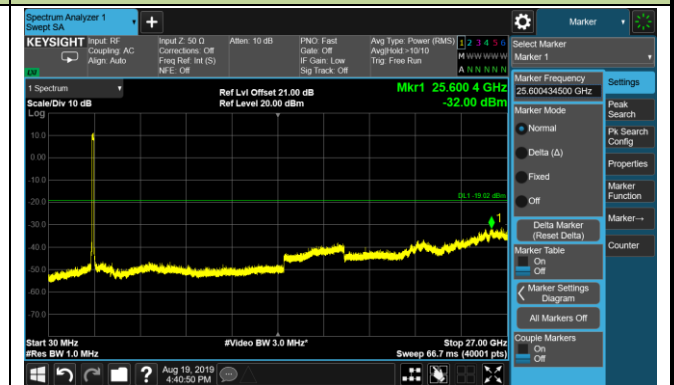 Spectrum Analyzer 1
Swept SA
+
Marker
KEYSIGHT
Input: RF
Coupling: AC
Align: Auto
Input Z: 50 Ω
Corrections: Off
Freq Ref: Int (S)
NFE: Off
Atten: 10 dB
PNO: Fast
Gate: Off
IF Gain: Low
Sig Track: Off
Avg Type: Power (RMS)
Avg|Hold >10/10
Trig: Free Run
1 2 3 4 5 6
M W W W W W
A N N N N N
LXI
Select Marker
Marker 1
1 Spectrum
Scale/Div 10 dB
Log
Ref Lvl Offset 21.00 dB
Ref Level 20.00 dBm
Mkr1 25.600 4 GHz
-32.00 dBm
10.0
0.00
-10.0
-20.0
-30.0
-40.0
-50.0
-60.0
-70.0
DL1 -19.02 dBm
1
Start 30 MHz
#Res BW 1.0 MHz
#Video BW 3.0 MHz*
Stop 27.00 GHz
Sweep 66.7 ms (40001 pts)
Marker Frequency
25.600434500 GHz
Marker Mode
Normal
Delta (Δ)
Fixed
Off
Delta Marker
(Reset Delta)
Marker Table
On
Off
Marker Settings
Diagram
All Markers Off
Couple Markers
On
Off
Settings
Peak
Search
Pk Search
Config
Properties
Marker
Function
Marker→
Counter
?
Aug 19, 2019
4:40:50 PM